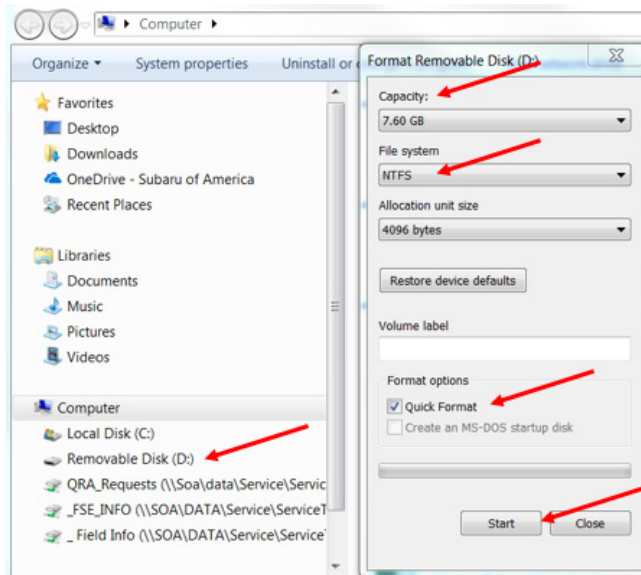 Computer
Organize
System properties
Uninstall or
Favorites
Desktop
Downloads
OneDrive - Subaru of America
Recent Places
Libraries
Documents
Music
Pictures
Videos
Computer
Local Disk (C:)
Removable Disk (D:)
QRA_Requests (\\Soa\data\Service\Servic
_FSE_INFO (\\SOA\DATA\Service\ServiceT
_ Field Info (\\SOA\DATA\Service\Service
Format Removable Disk (D:)
Capacity:
7.60 GB
File system
NTFS
Allocation unit size
4096 bytes
Restore device defaults
Volume label
Format options
Quick Format
Create an MS-DOS startup disk
Start
Close